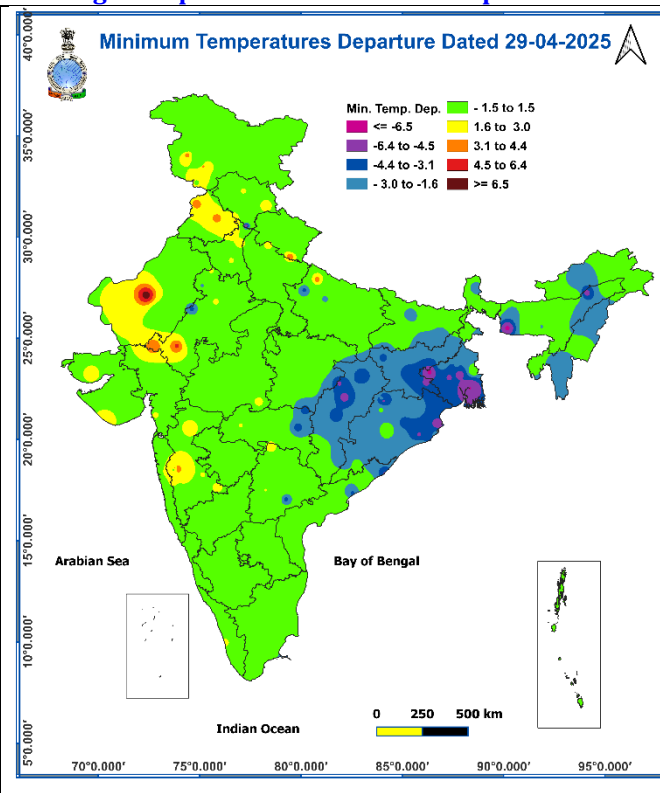 Minimum Temperatures Departure Dated 29-04-2025
Min. Temp. Dep.
<= -6.5
-6.4 to -4.5
-4.4 to -3.1
- 3.0 to -1.6
- 1.5 to 1.5
1.6 to 3.0
3.1 to 4.4
4.5 to 6.4
>= 6.5
40°0.000'
35°0.000'
30°0.000'
25°0.000'
20°0.000'
15°0.000'
10°0.000'
5°0.000'
Arabian Sea
Bay of Bengal
Indian Ocean
0 250 500 km
70°0.000' 75°0.000' 80°0.000' 85°0.000' 90°0.000' 95°0.000'